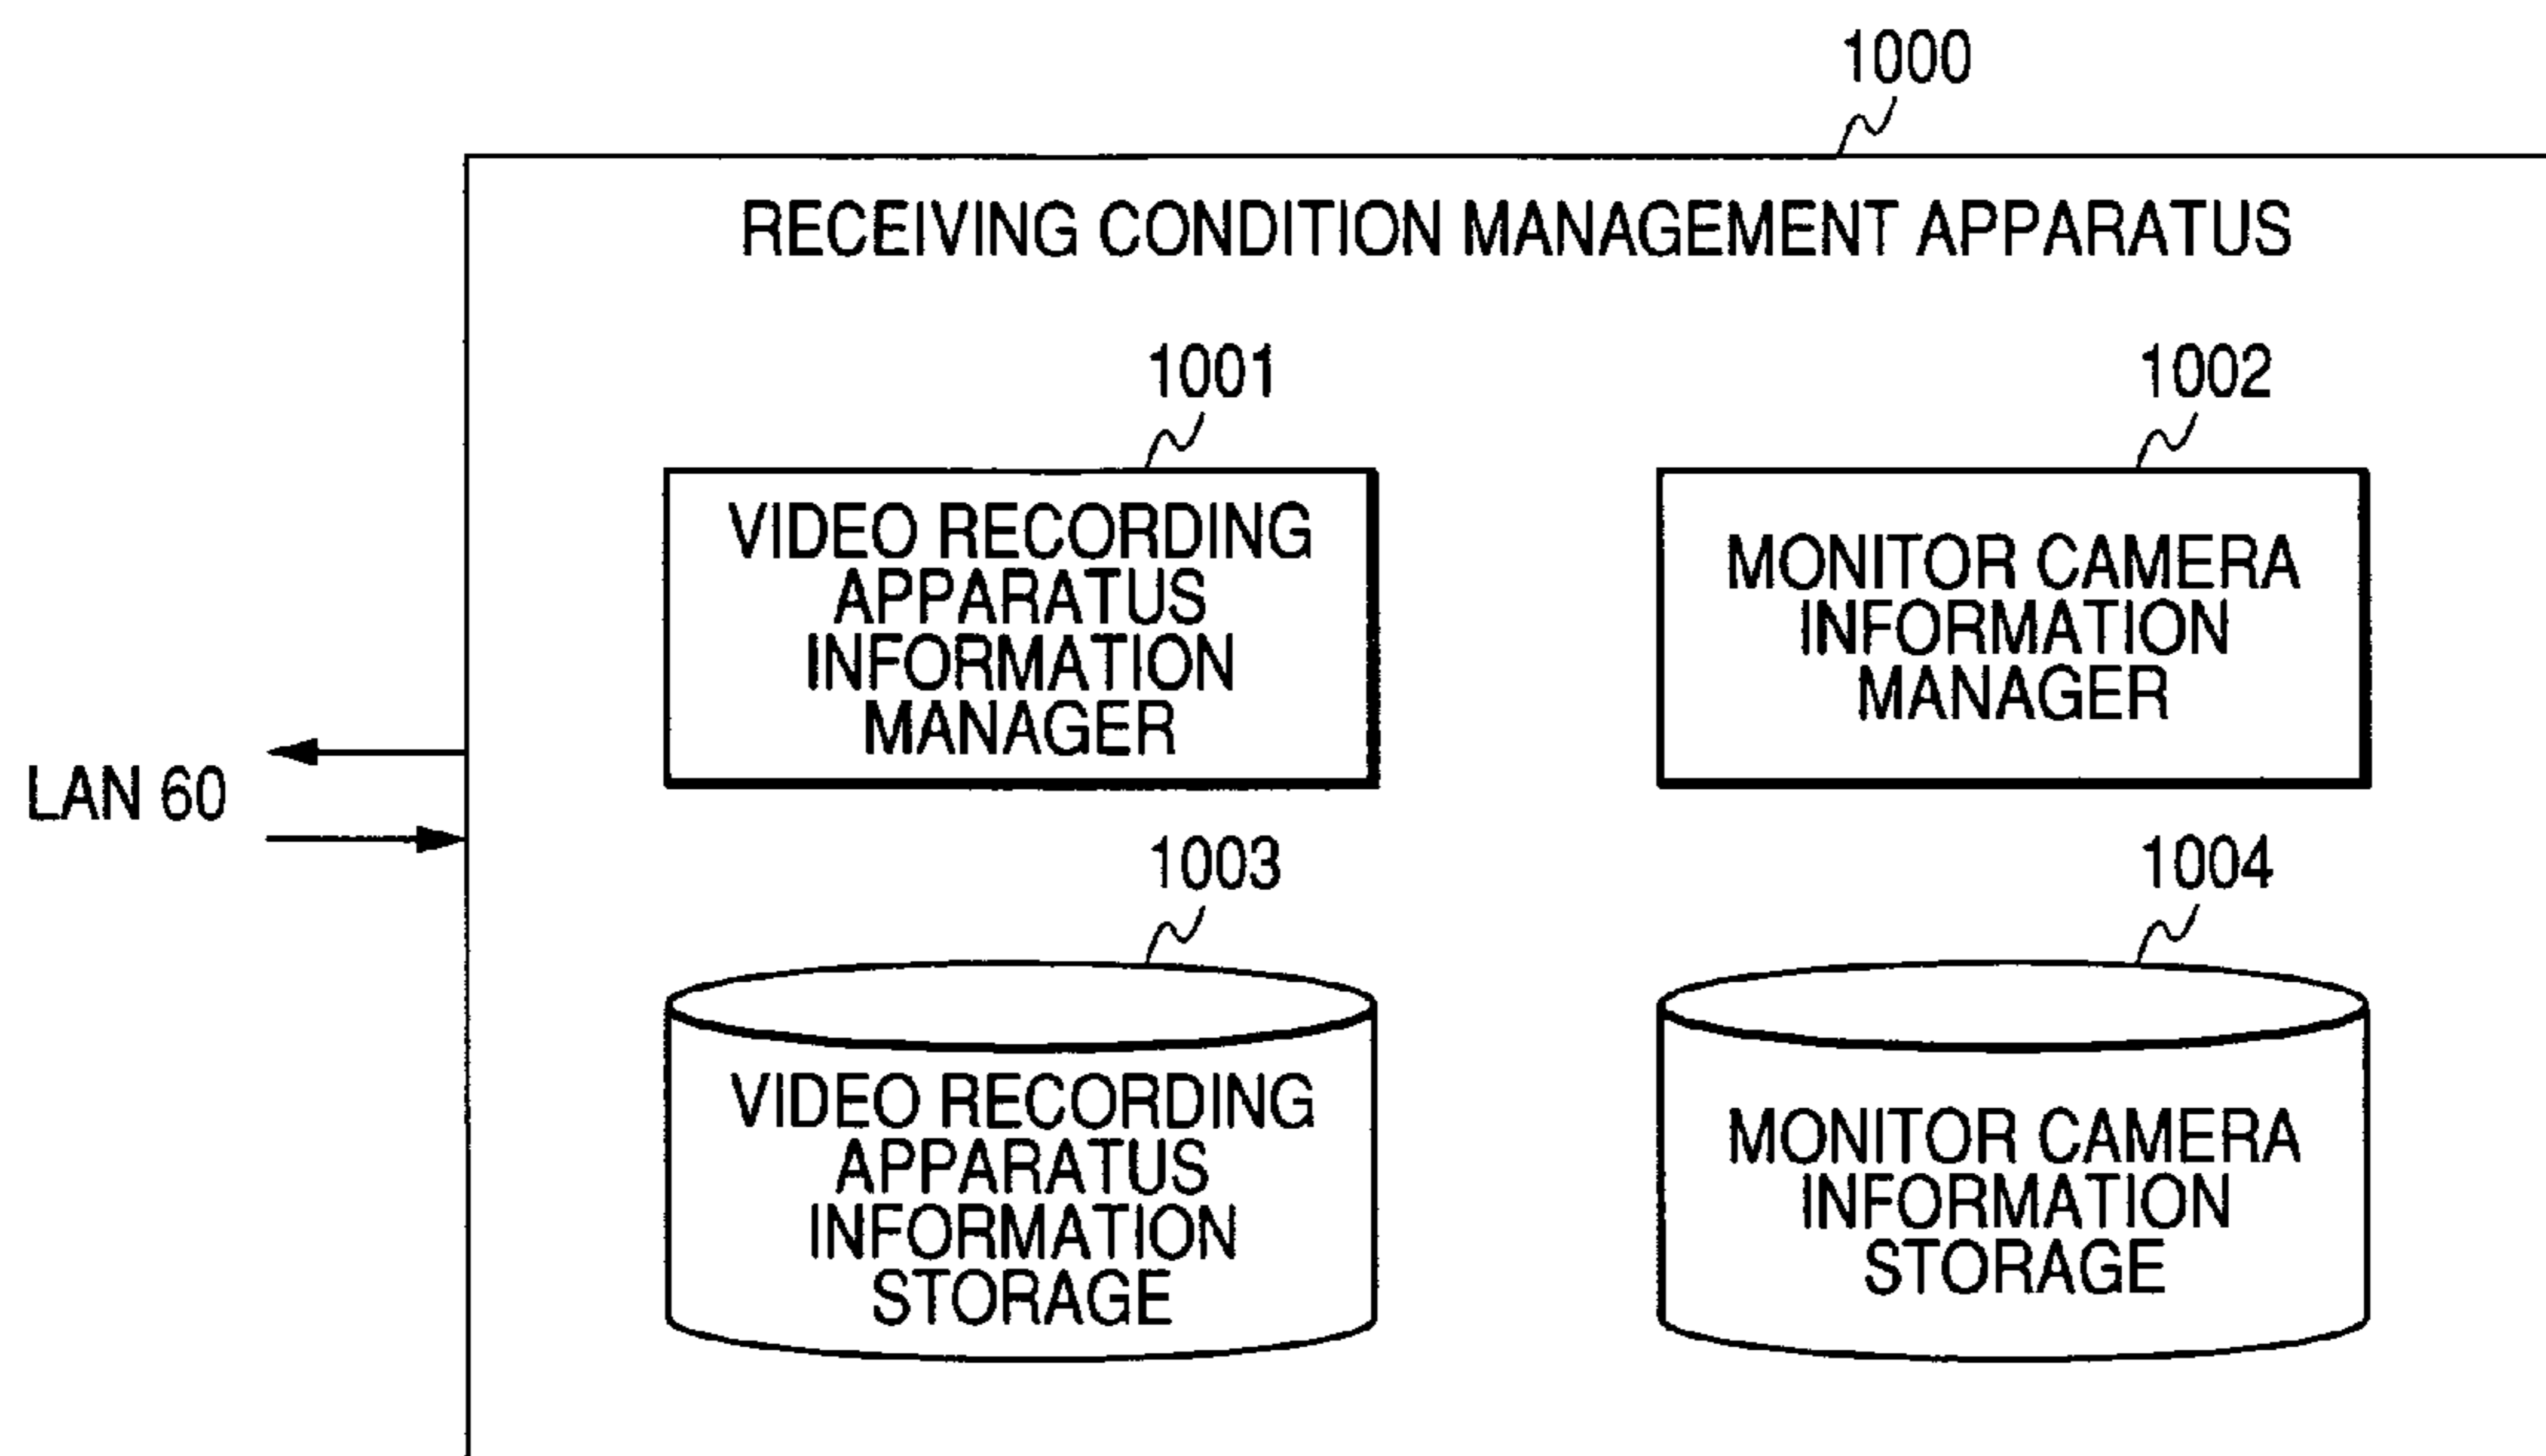 1000
RECEIVING CONDITION MANAGEMENT APPARATUS
1001
VIDEO RECORDING
APPARATUS
INFORMATION
MANAGER
1002
MONITOR CAMERA
INFORMATION
MANAGER
LAN 60
1003
VIDEO RECORDING
APPARATUS
INFORMATION
STORAGE
1004
MONITOR CAMERA
INFORMATION
STORAGE